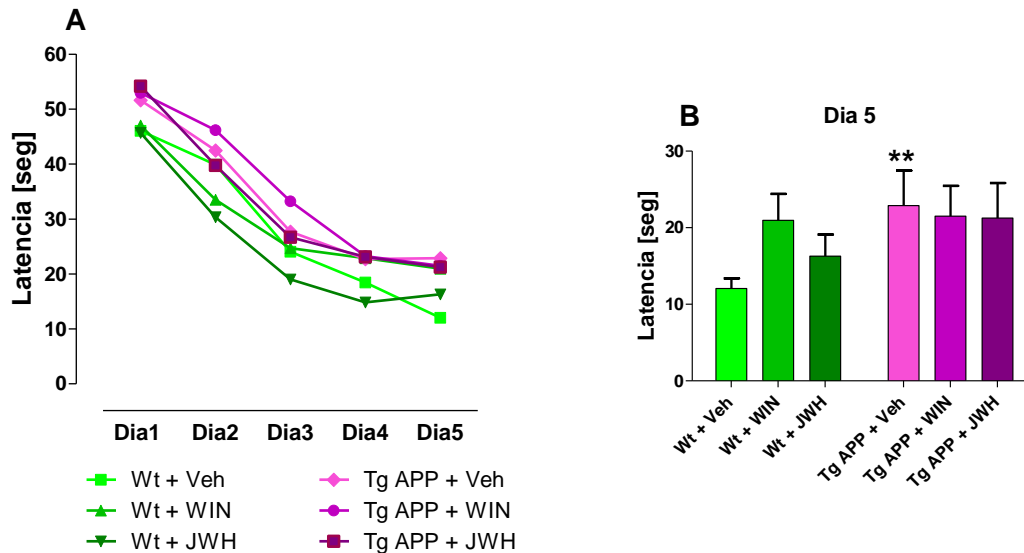 A
Latencia [seg]
60
50
40
30
20
10
0
Dia1 Dia2 Dia3 Dia4 Dia5
Wt + Veh
Wt + WIN
Wt + JWH
Tg APP + Veh
Tg APP + WIN
Tg APP + JWH
B
Dia 5
Latencia [seg]
30
20
10
0
**
Wt + Veh
Wt + WIN
Wt + JWH
Tg APP + Veh
Tg APP + WIN
Tg APP + JWH